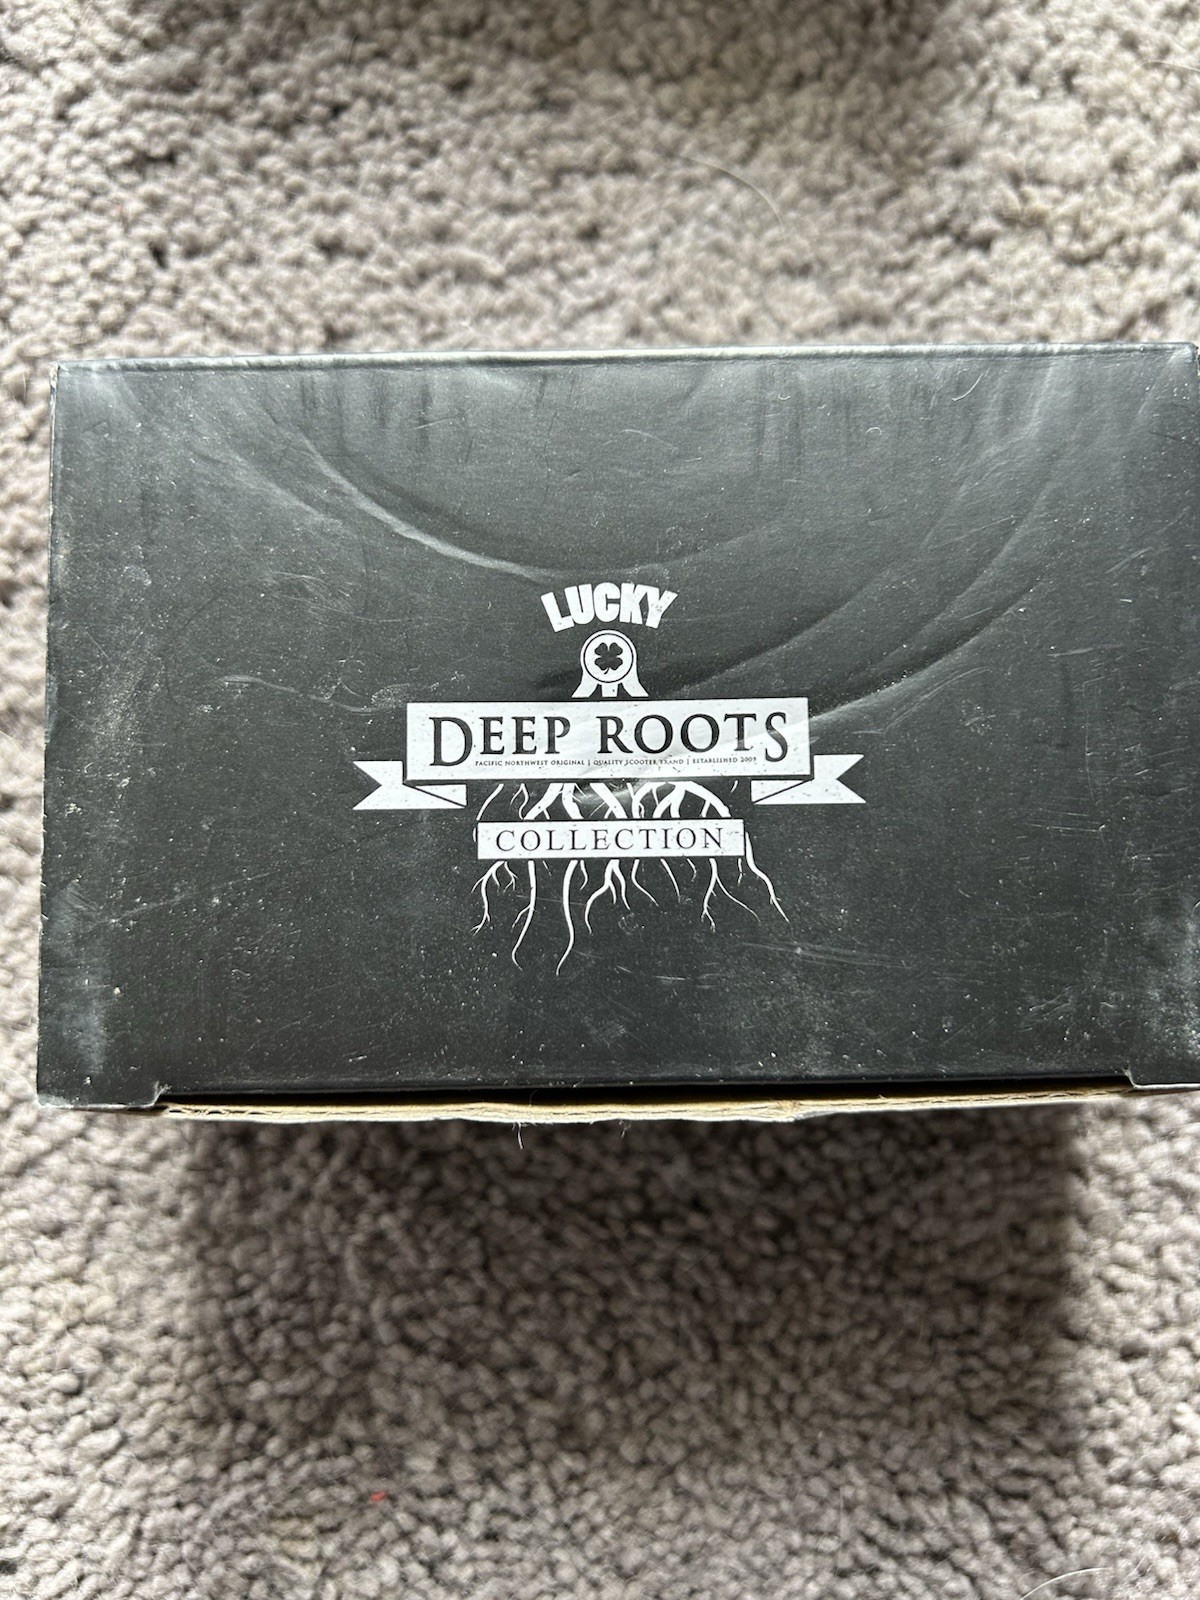 LUCKY
DEEP ROOTS
PACIFIC NORTHWEST ORIGINAL | QUALITY SCOOTER BRAND | ESTABLISHED 2009
COLLECTION